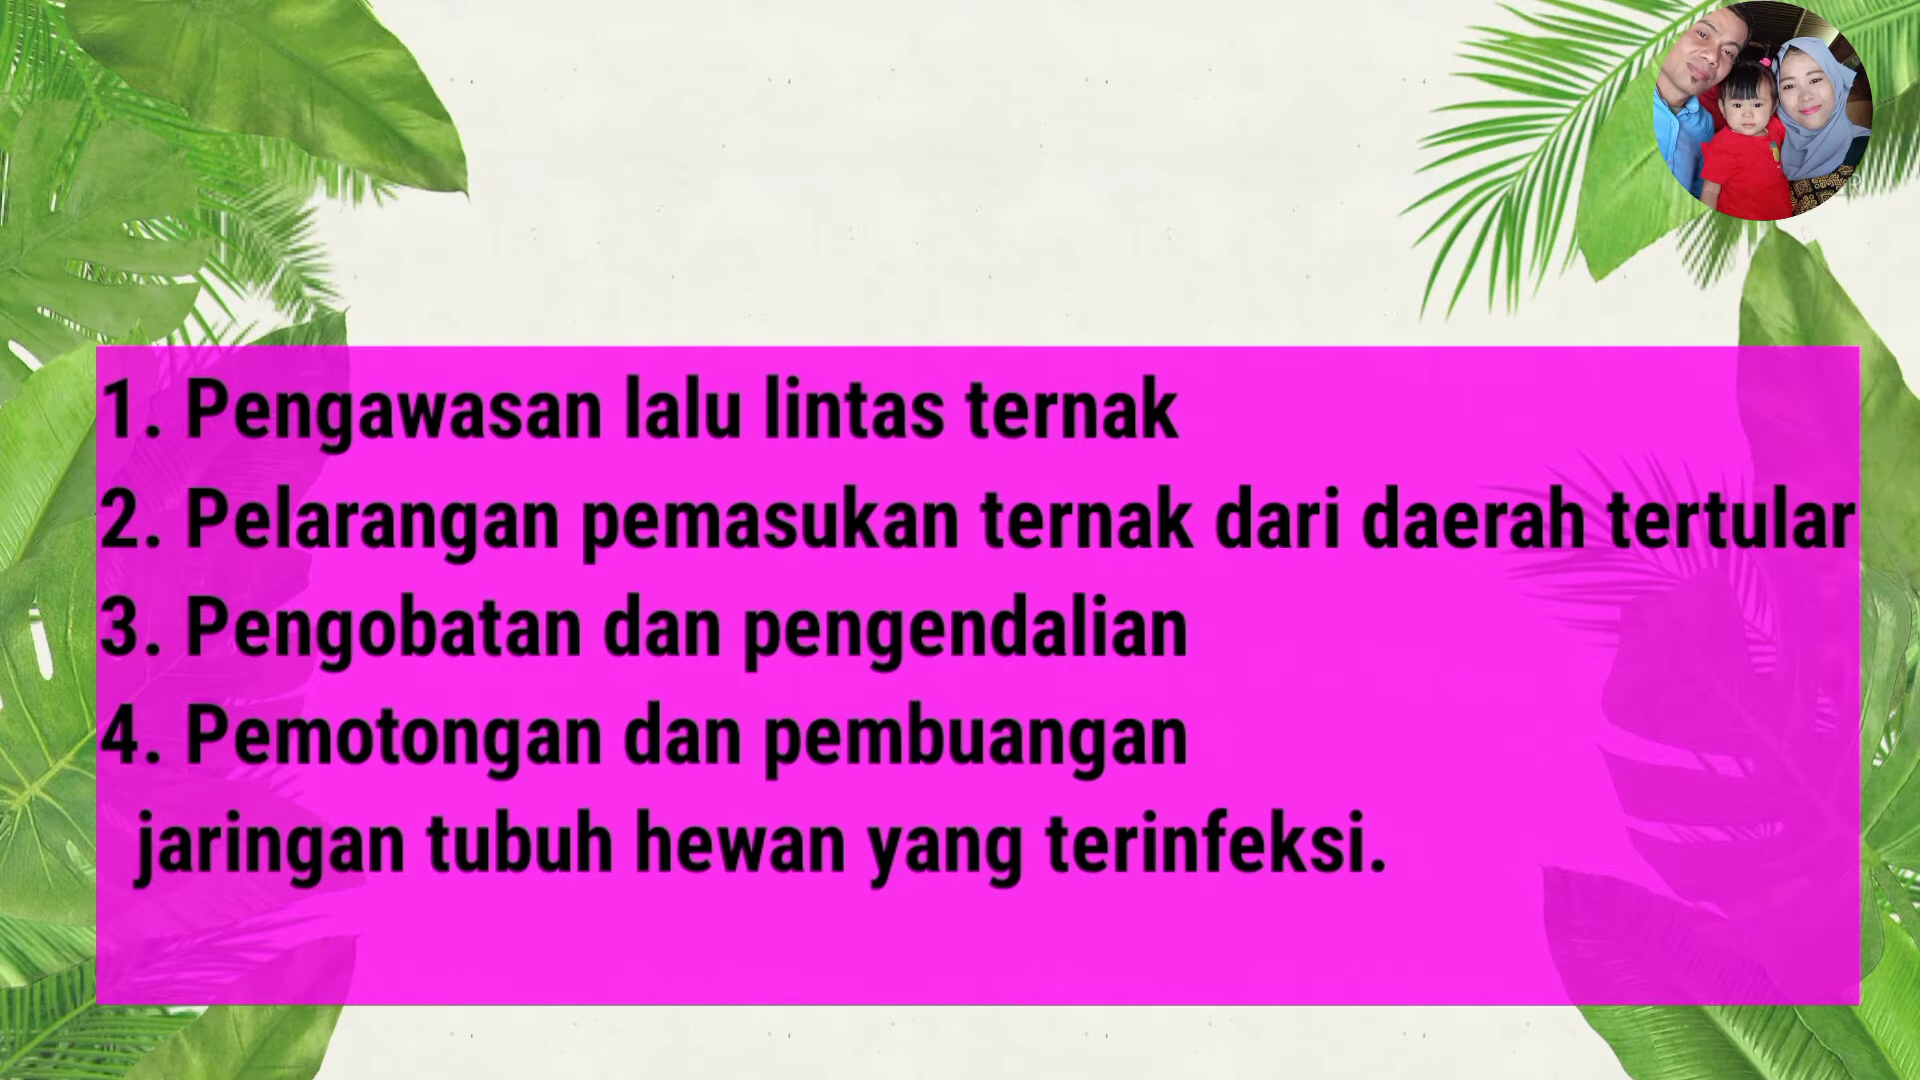 1. Pengawasan lalu lintas ternak
2. Pelarangan pemasukan ternak dari daerah tertular
3. Pengobatan dan pengendalian
4. Pemotongan dan pembuangan
jaringan tubuh hewan yang terinfeksi.